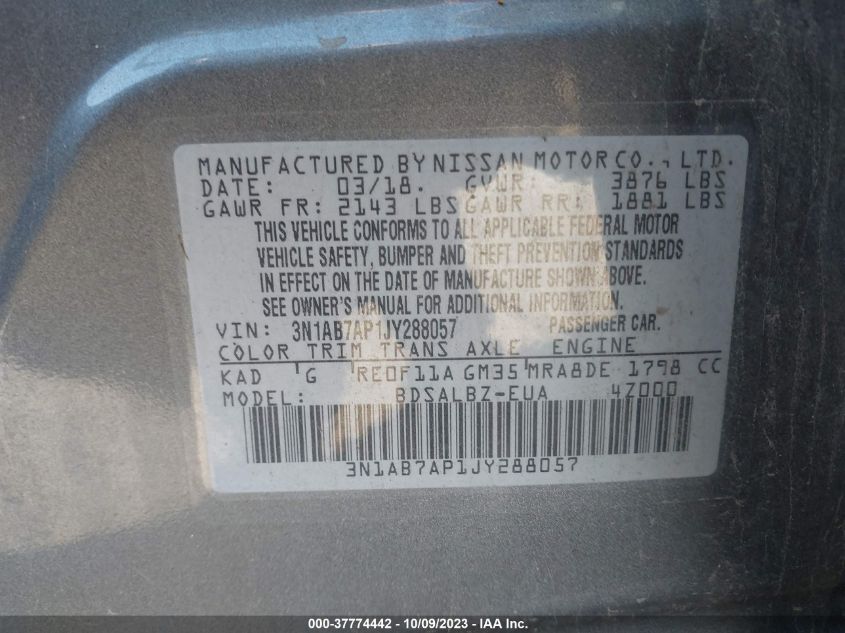 MANUFACTURED BY NISSAN MOTOR CO., LTD.
DATE: 03/18. GVWR: 3876 LBS
GAWR FR: 2143 LBS GAWR RR: 1881 LBS
THIS VEHICLE CONFORMS TO ALL APPLICABLE FEDERAL MOTOR
VEHICLE SAFETY, BUMPER AND THEFT PREVENTION STANDARDS
IN EFFECT ON THE DATE OF MANUFACTURE SHOWN ABOVE.
SEE OWNER'S MANUAL FOR ADDITIONAL INFORMATION.
VIN: 3N1AB7AP1JY288057 PASSENGER CAR.
COLOR TRIM TRANS AXLE ENGINE
KAD G RE0F11A GM35 MRA8DE 1798 CC
MODEL: BDSALBZ-EUA 4Z000
3N1AB7AP1JY288057
000-37774442 - 10/09/2023 - IAA Inc.